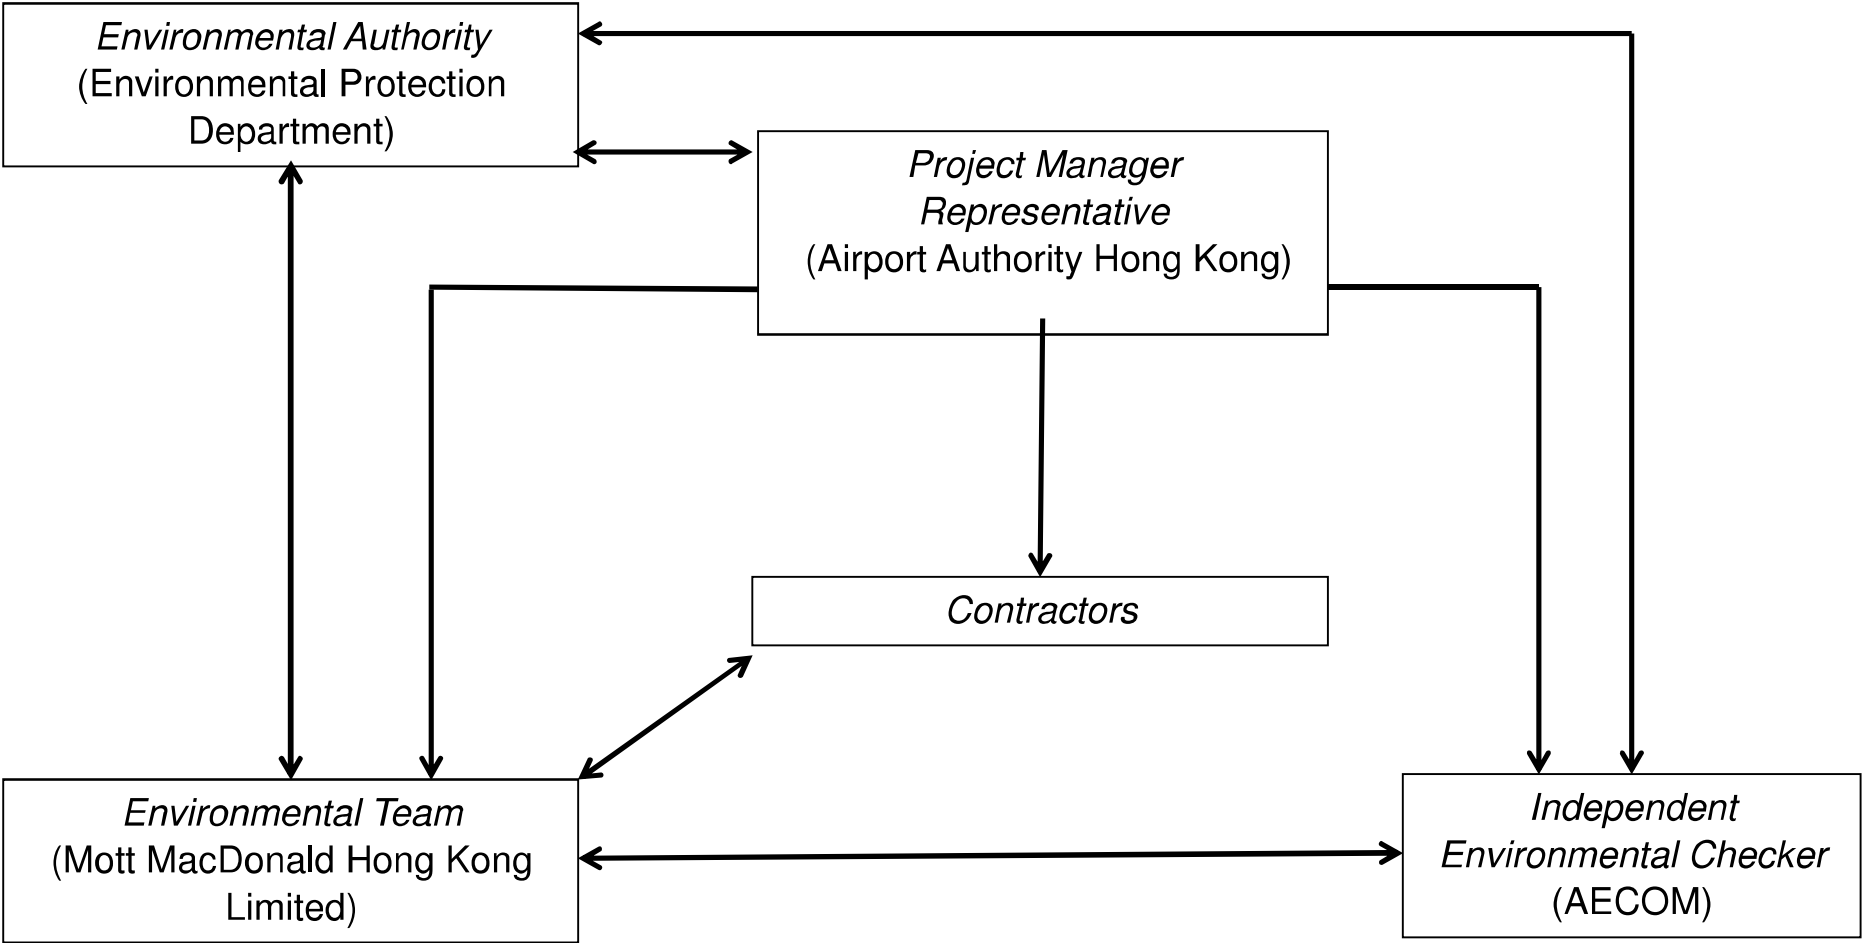 Environmental Authority
(Environmental Protection
Department)
Project Manager
Representative
(Airport Authority Hong Kong)
Contractors
Environmental Team
(Mott MacDonald Hong Kong
Limited)
Independent
Environmental Checker
(AECOM)